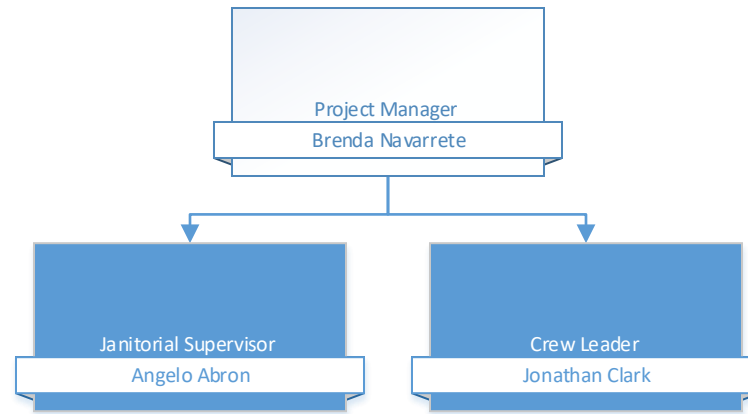 Project Manager
Brenda Navarrete
Janitorial Supervisor
Angelo Abron
Crew Leader
Jonathan Clark